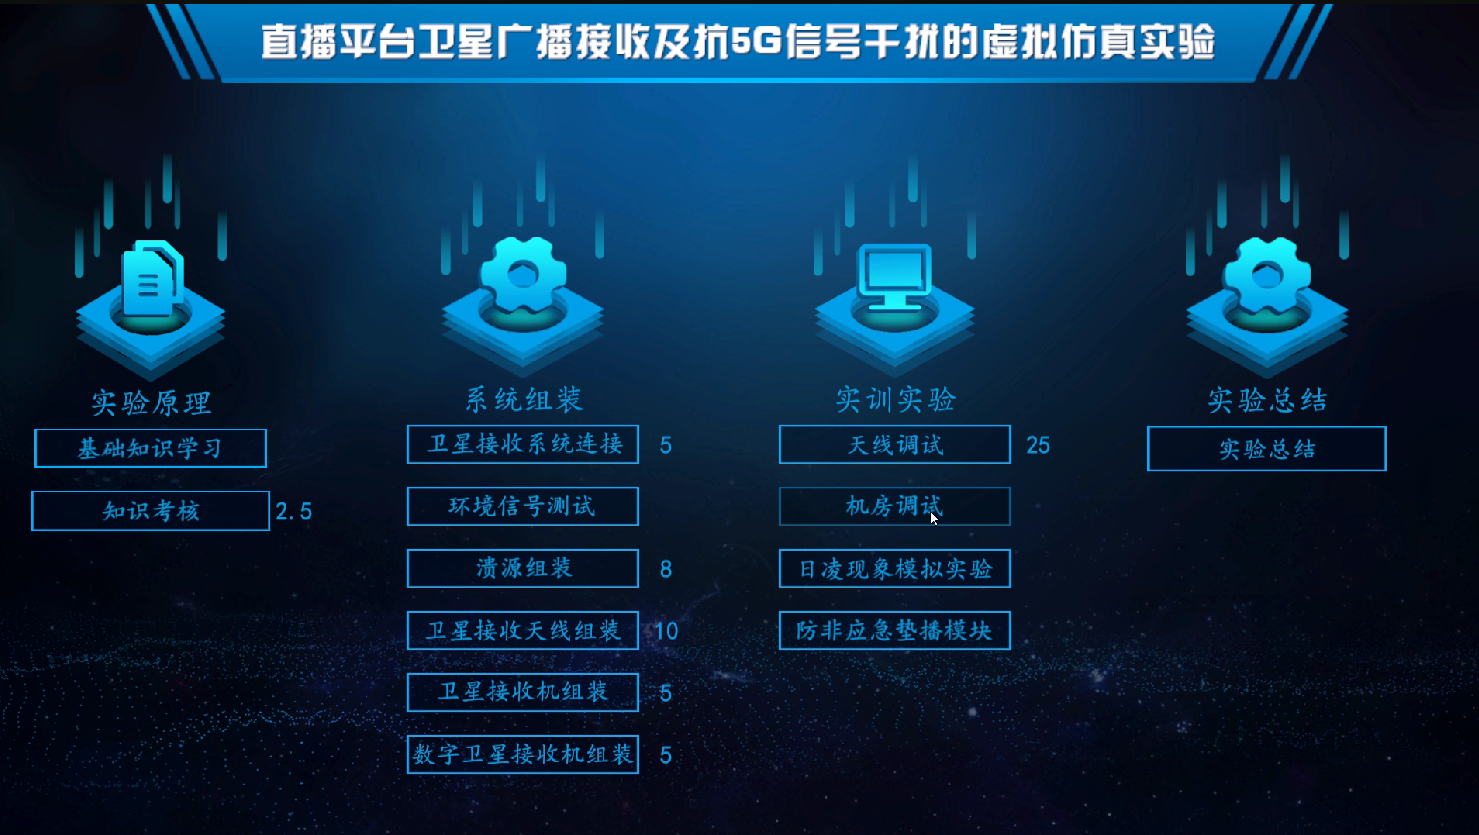 直播平台卫星广播接收及抗5G信号干扰的虚拟仿真实验
实验原理
基础知识学习
知识考核 2.5
系统组装
卫星接收系统连接 5
环境信号测试
溃源组装 8
卫星接收天线组装 10
卫星接收机组装 5
数字卫星接收机组装 5
实训实验
天线调试 25
机房调试
日凌现象模拟实验
防非应急垫播模块
实验总结
实验总结